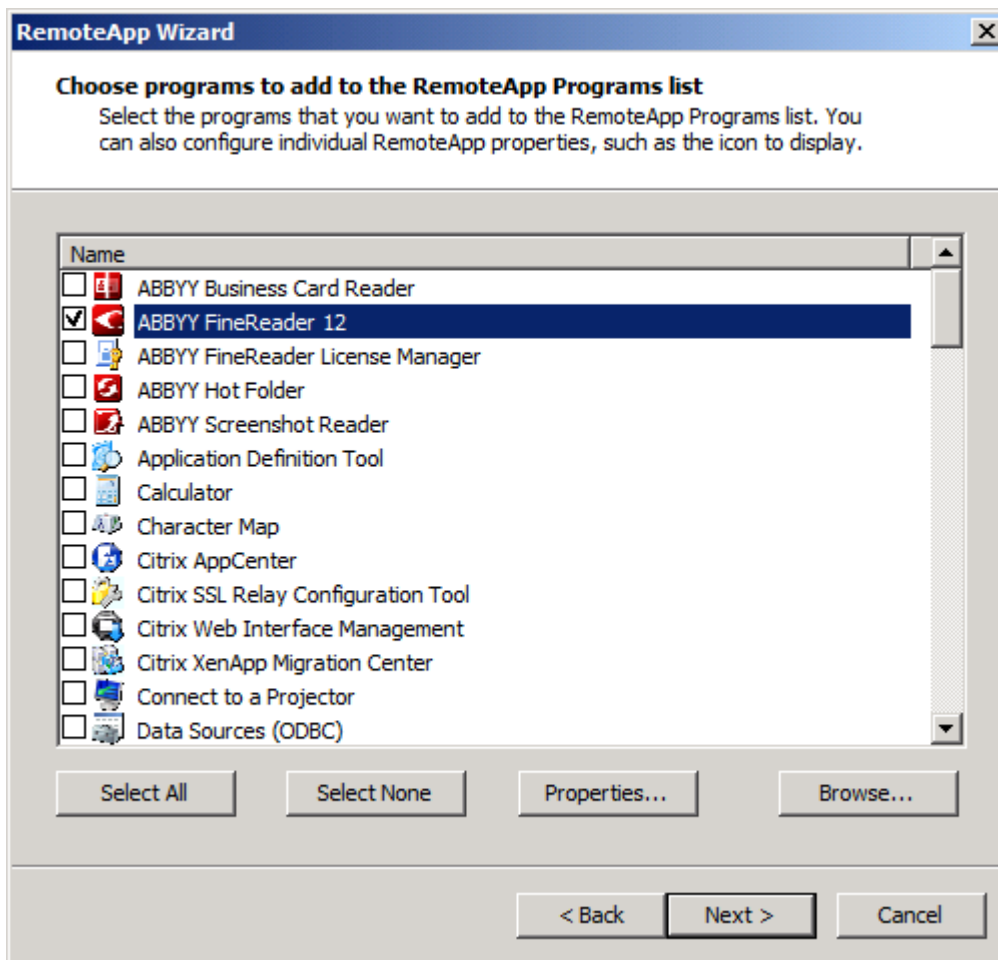 RemoteApp Wizard
Choose programs to add to the RemoteApp Programs list
Select the programs that you want to add to the RemoteApp Programs list. You
can also configure individual RemoteApp properties, such as the icon to display.
Name
ABBYY Business Card Reader
ABBYY FineReader 12
ABBYY FineReader License Manager
ABBYY Hot Folder
ABBYY Screenshot Reader
Application Definition Tool
Calculator
Character Map
Citrix AppCenter
Citrix SSL Relay Configuration Tool
Citrix Web Interface Management
Citrix XenApp Migration Center
Connect to a Projector
Data Sources (ODBC)
Select All Select None Properties... Browse...
< Back Next > Cancel